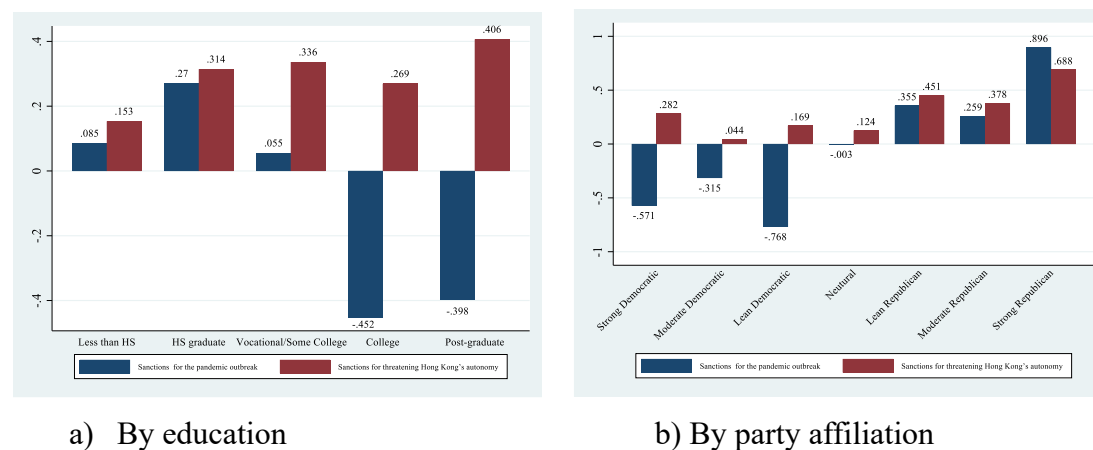 .4
.2
0
-.2
-.4
.085
.153
.27
.314
.055
.336
-.452
.269
-.398
.406
Less than HS
HS graduate
Vocational/Some College
College
Post-graduate
Sanctions for the pandemic outbreak
Sanctions for threatening Hong Kong's autonomy
a) By education
1
.5
0
-.5
-1
-.571
.282
-.315
.044
-.768
.169
-.003
.124
.355
.451
.259
.378
.896
.688
Strong Democratic
Moderate Democratic
Lean Democratic
Neutural
Lean Republican
Moderate Republican
Strong Republican
Sanctions for the pandemic outbreak
Sanctions for threatening Hong Kong's autonomy
b) By party affiliation